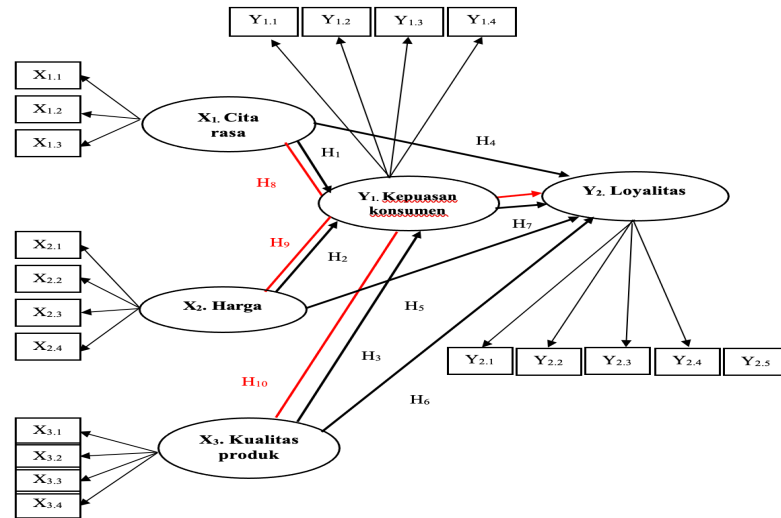 Y₁.₁ Y₁.₂ Y₁.₃ Y₁.₄
X₁.₁
X₁.₂
X₁.₃
X₁. Cita
rasa
H₁
H₄
H₈
Y₁. Kepuasan
konsumen
Y₂. Loyalitas
H₇
H₉
H₂
X₂.₁
X₂.₂
X₂.₃
X₂.₄
X₂. Harga
H₅
H₃
H₁₀
H₆
Y₂.₁ Y₂.₂ Y₂.₃ Y₂.₄ Y₂.₅
X₃.₁
X₃.₂
X₃.₃
X₃.₄
X₃. Kualitas
produk